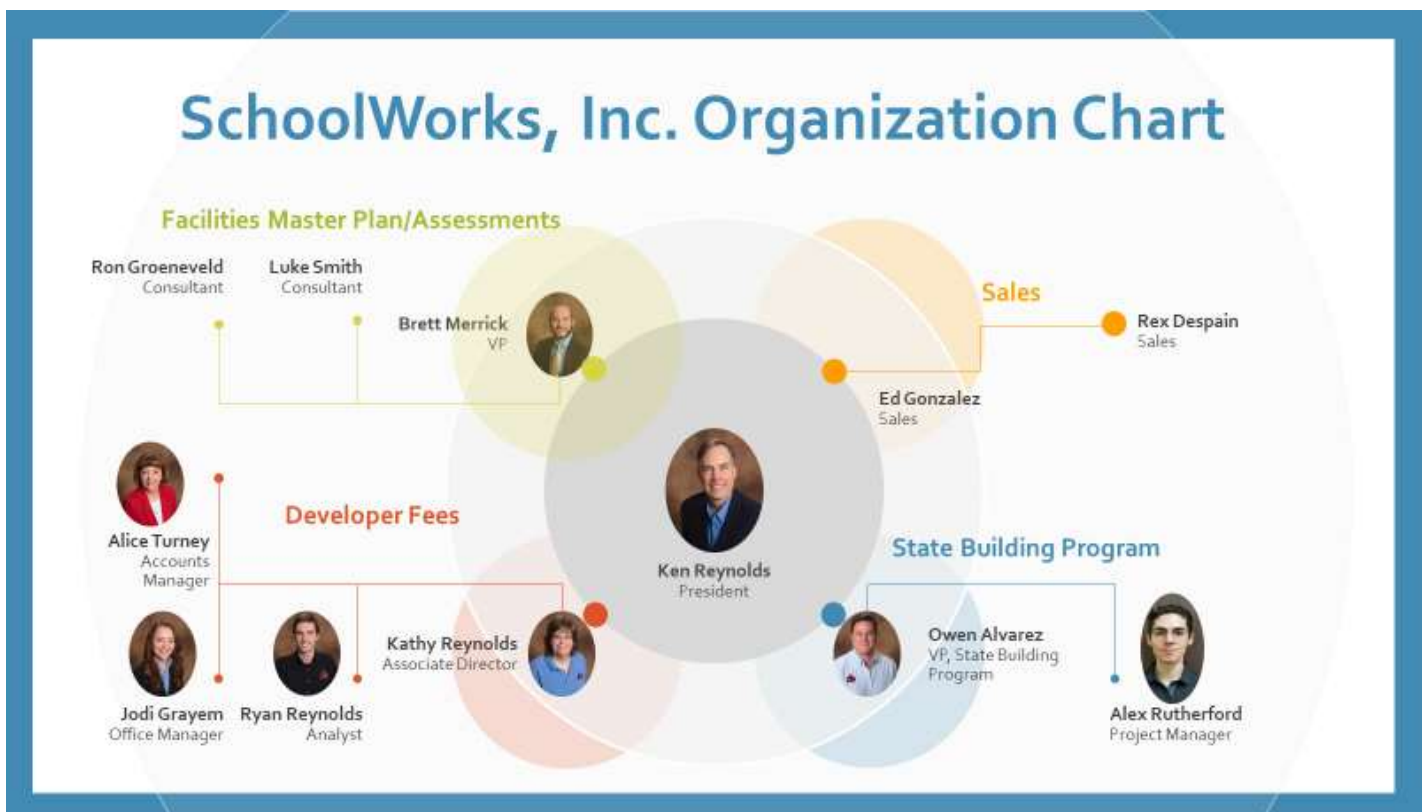 SchoolWorks, Inc. Organization Chart
Facilities Master Plan/Assessments
Ron Groeneveld
Consultant
Luke Smith
Consultant
Brett Merrick
VP
Sales
Rex Despain
Sales
Ed Gonzalez
Sales
Alice Turney
Accounts
Manager
Developer Fees
Ken Reynolds
President
State Building Program
Jodi Grayem
Office Manager
Ryan Reynolds
Analyst
Kathy Reynolds
Associate Director
Owen Alvarez
VP, State Building
Program
Alex Rutherford
Project Manager